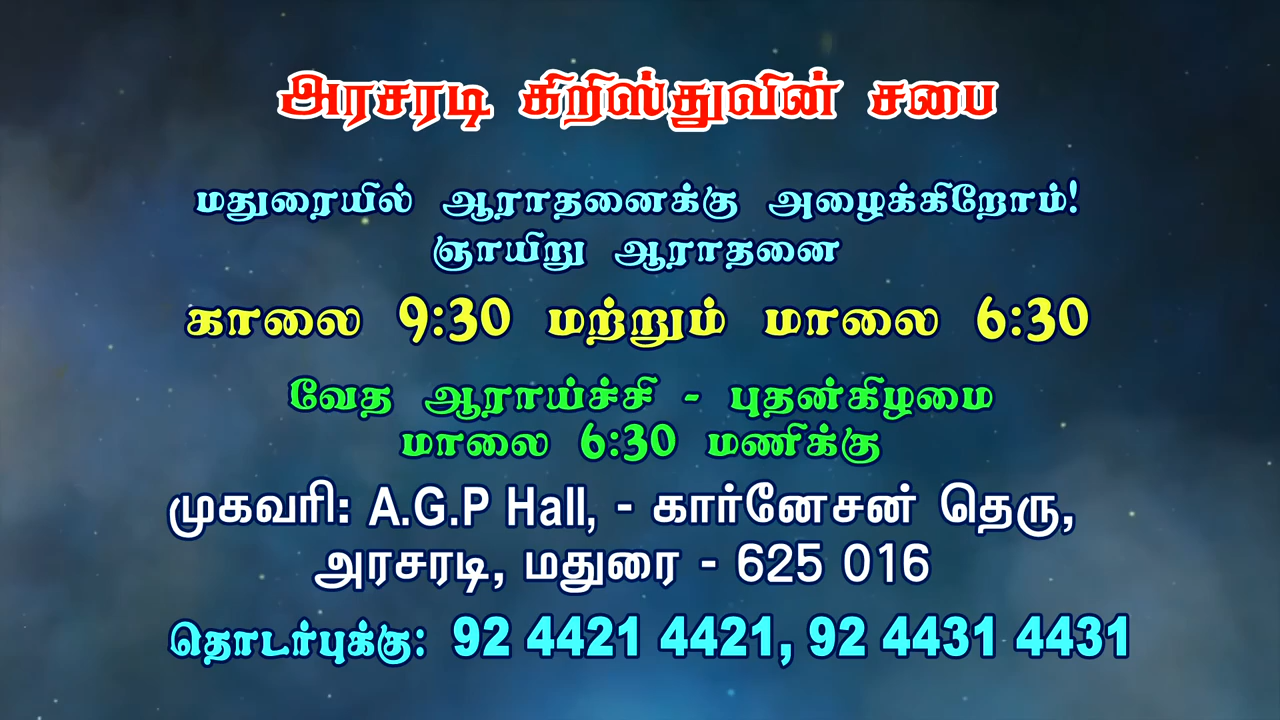 அரசரடி கிறிஸ்துவின் சபை
மதுரையில் ஆராதனைக்கு அழைக்கிறோம்!
ஞாயிறு ஆராதனை
காலை 9:30 மற்றும் மாலை 6:30
வேத ஆராய்ச்சி - புதன்கிழமை
மாலை 6:30 மணிக்கு
முகவரி: A.G.P Hall, - கார்னேசன் தெரு,
அரசரடி, மதுரை - 625 016
தொடர்புக்கு: 92 4421 4421, 92 4431 4431